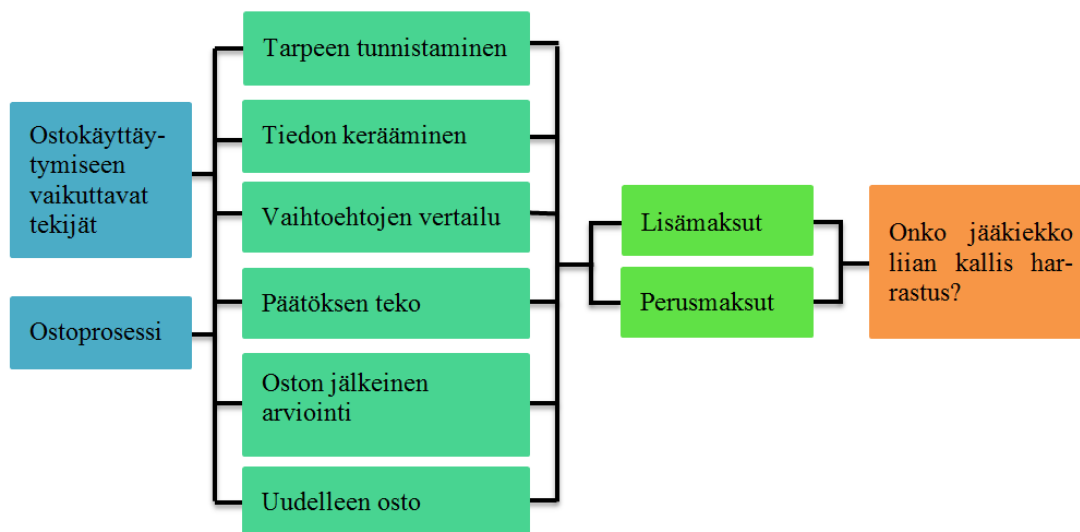 Ostokäyttäy-
tymiseen
vaikuttavat
tekijät
Ostoprosessi
Tarpeen tunnistaminen
Tiedon kerääminen
Vaihtoehtojen vertailu
Päätöksen teko
Oston jälkeinen
arviointi
Uudelleen osto
Lisämaksut
Perusmaksut
Onko jääkiekko
liian kallis har-
rastus?